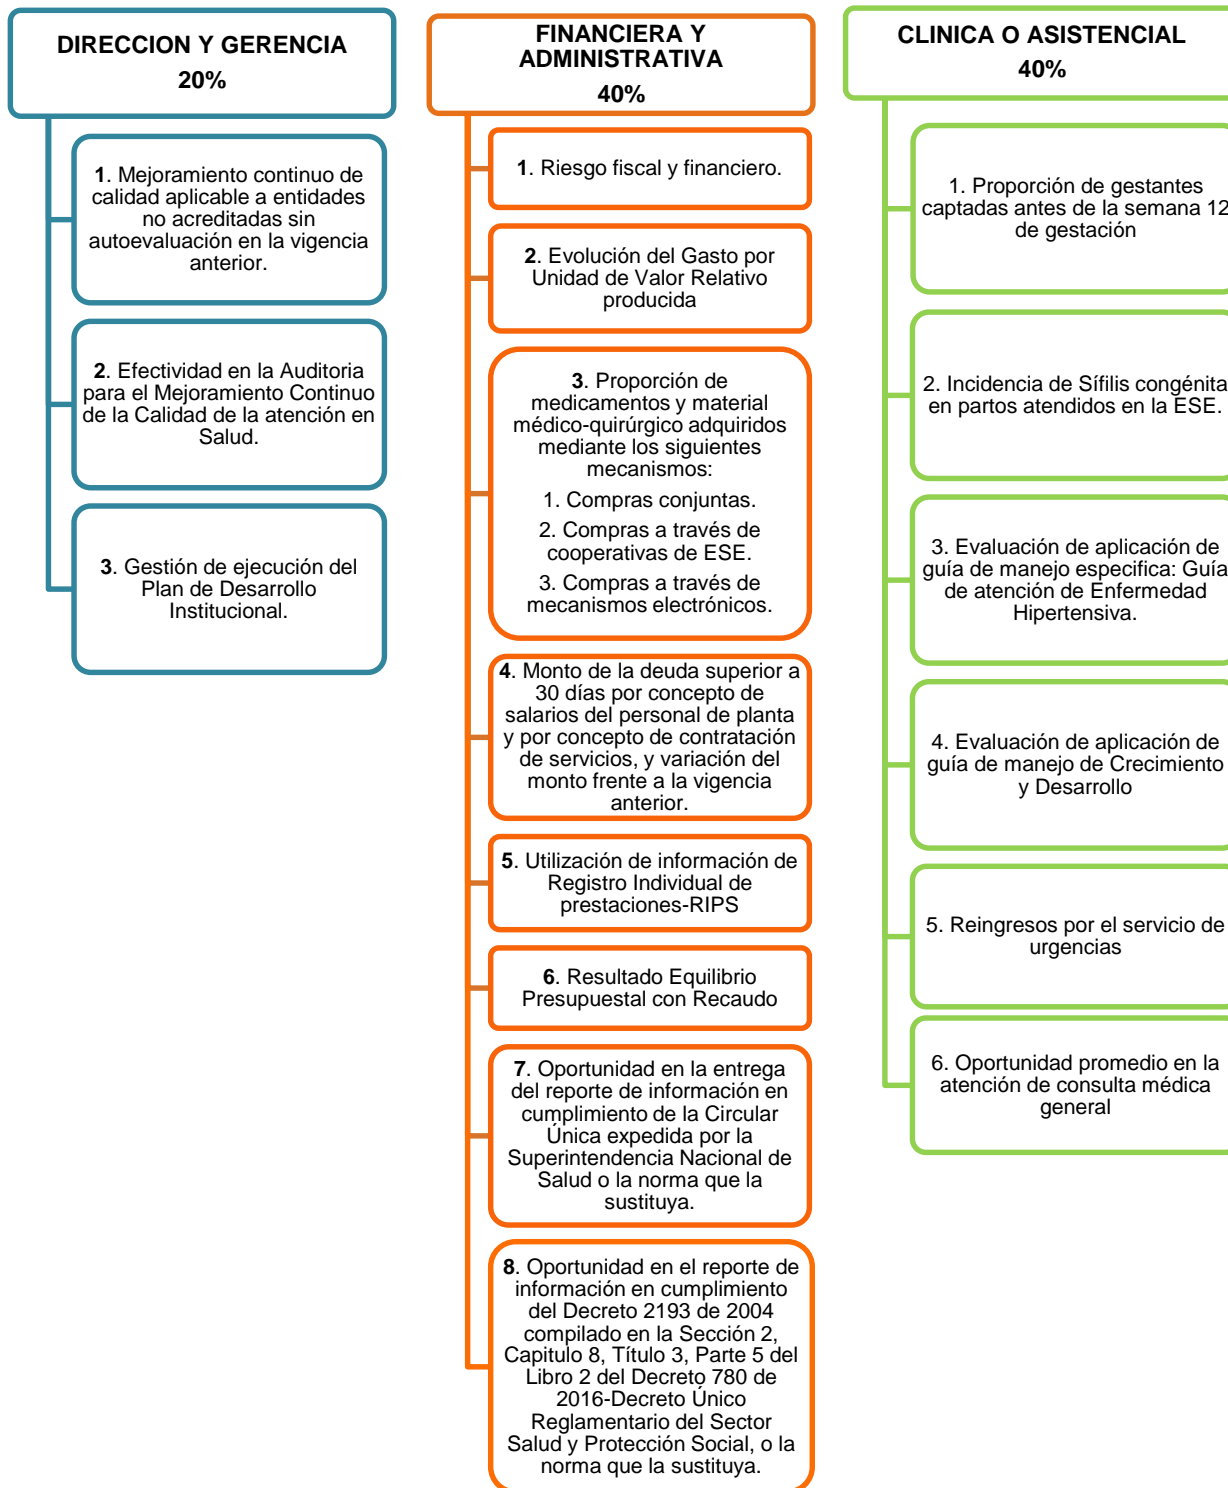 DIRECCION Y GERENCIA
20%
1. Mejoramiento continuo de
calidad aplicable a entidades
no acreditadas sin
autoevaluación en la vigencia
anterior.
2. Efectividad en la Auditoria
para el Mejoramiento Continuo
de la Calidad de la atención en
Salud.
3. Gestión de ejecución del
Plan de Desarrollo
Institucional.
FINANCIERA Y
ADMINISTRATIVA
40%
1. Riesgo fiscal y financiero.
2. Evolución del Gasto por
Unidad de Valor Relativo
producida
3. Proporción de
medicamentos y material
médico-quirúrgico adquiridos
mediante los siguientes
mecanismos:
1. Compras conjuntas.
2. Compras a través de
cooperativas de ESE.
3. Compras a través de
mecanismos electrónicos.
4. Monto de la deuda superior a
30 días por concepto de
salarios del personal de planta
y por concepto de contratación
de servicios, y variación del
monto frente a la vigencia
anterior.
5. Utilización de información de
Registro Individual de
prestaciones-RIPS
6. Resultado Equilibrio
Presupuestal con Recaudo
7. Oportunidad en la entrega
del reporte de información en
cumplimiento de la Circular
Única expedida por la
Superintendencia Nacional de
Salud o la norma que la
sustituya.
8. Oportunidad en el reporte de
información en cumplimiento
del Decreto 2193 de 2004
compilado en la Sección 2,
Capitulo 8, Título 3, Parte 5 del
Libro 2 del Decreto 780 de
2016-Decreto Único
Reglamentario del Sector
Salud y Protección Social, o la
norma que la sustituya.
CLINICA O ASISTENCIAL
40%
1. Proporción de gestantes
captadas antes de la semana 12
de gestación
2. Incidencia de Sífilis congénita
en partos atendidos en la ESE.
3. Evaluación de aplicación de
guía de manejo especifica: Guía
de atención de Enfermedad
Hipertensiva.
4. Evaluación de aplicación de
guía de manejo de Crecimiento
y Desarrollo
5. Reingresos por el servicio de
urgencias
6. Oportunidad promedio en la
atención de consulta médica
general